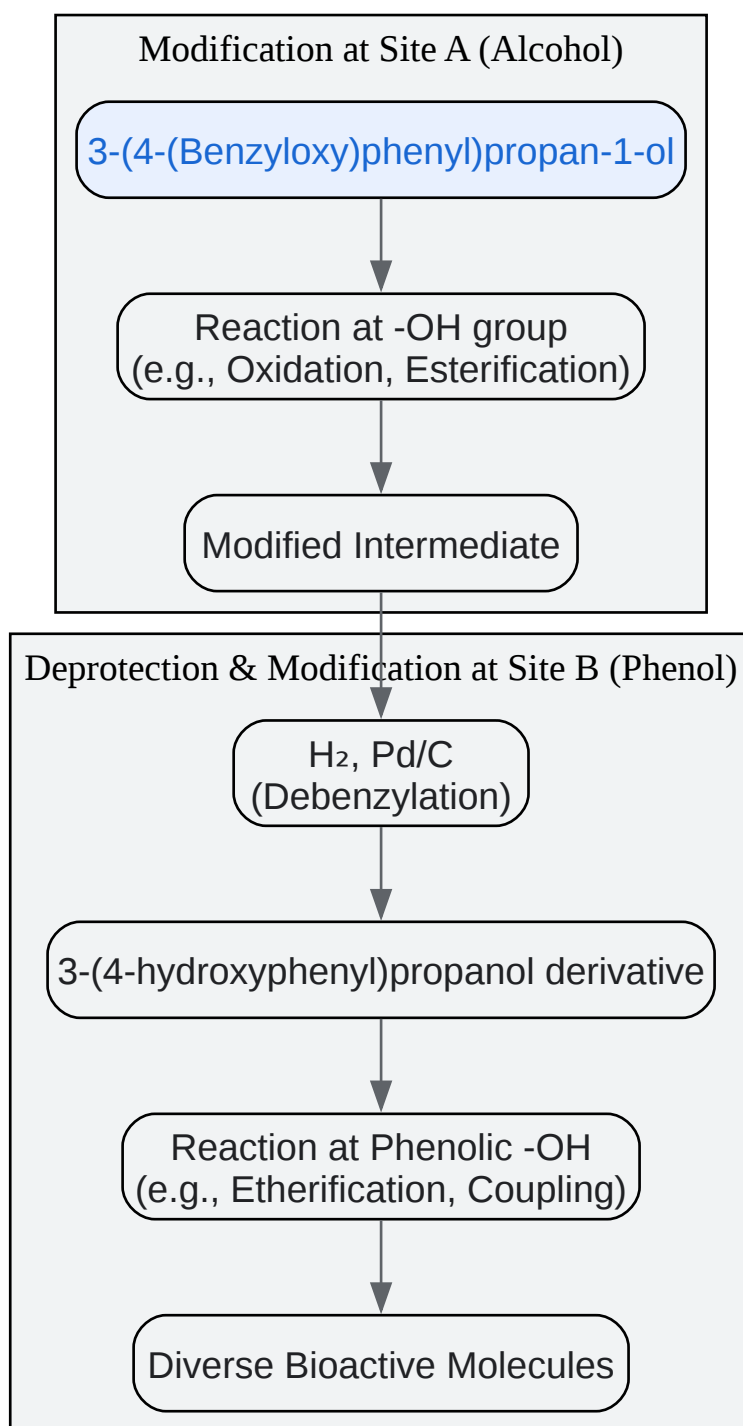 Modification at Site A (Alcohol)
3-(4-(Benzyloxy)phenyl)propan-1-ol
Reaction at -OH group
(e.g., Oxidation, Esterification)
Modified Intermediate
Deprotection & Modification at Site B (Phenol)
H₂, Pd/C
(Debenzylation)
3-(4-hydroxyphenyl)propanol derivative
Reaction at Phenolic -OH
(e.g., Etherification, Coupling)
Diverse Bioactive Molecules